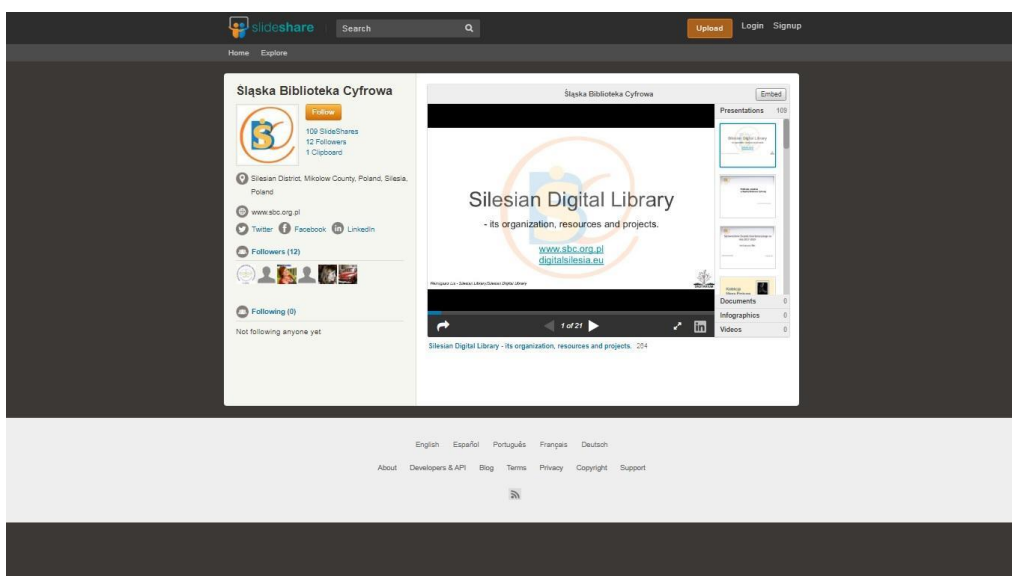 slideshare
Search
Upload
Login Signup
Home Explore
Śląska Biblioteka Cyfrowa
Follow
109 SlideShares
12 Followers
1 Clipboard
Silesian District, Mikolow County, Poland, Silesia,
Poland
www.sbc.org.pl
Twitter Facebook LinkedIn
Followers (12)
Following (0)
Not following anyone yet
Śląska Biblioteka Cyfrowa
Embed
Silesian Digital Library
- its organization, resources and projects.
www.sbc.org.pl
digitalsilesia.eu
1 of 21
Silesian Digital Library - its organization, resources and projects. 264
Presentations 109
Documents 0
Infographics 0
Videos 0
English Español Português Français Deutsch
About Developers & API Blog Terms Privacy Copyright Support